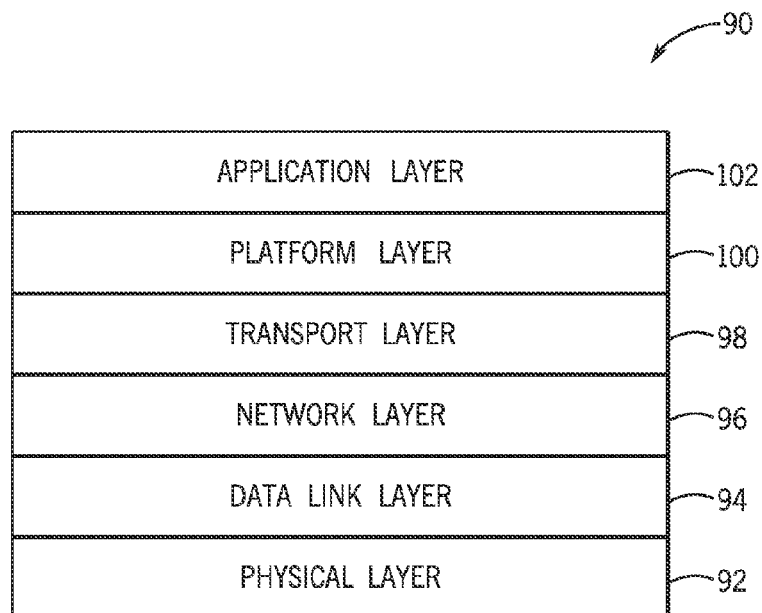 90
APPLICATION LAYER 102
PLATFORM LAYER 100
TRANSPORT LAYER 98
NETWORK LAYER 96
DATA LINK LAYER 94
PHYSICAL LAYER 92